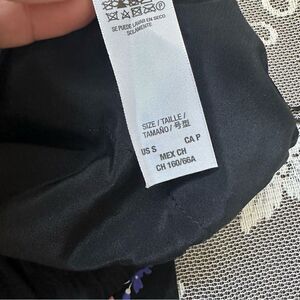 SE PUEDE LAVAR EN SECO
SOLAMENTE
SIZE / TAILLE /
TAMAÑO / 号型
US S CA P
MEX CH
CH 160/66A